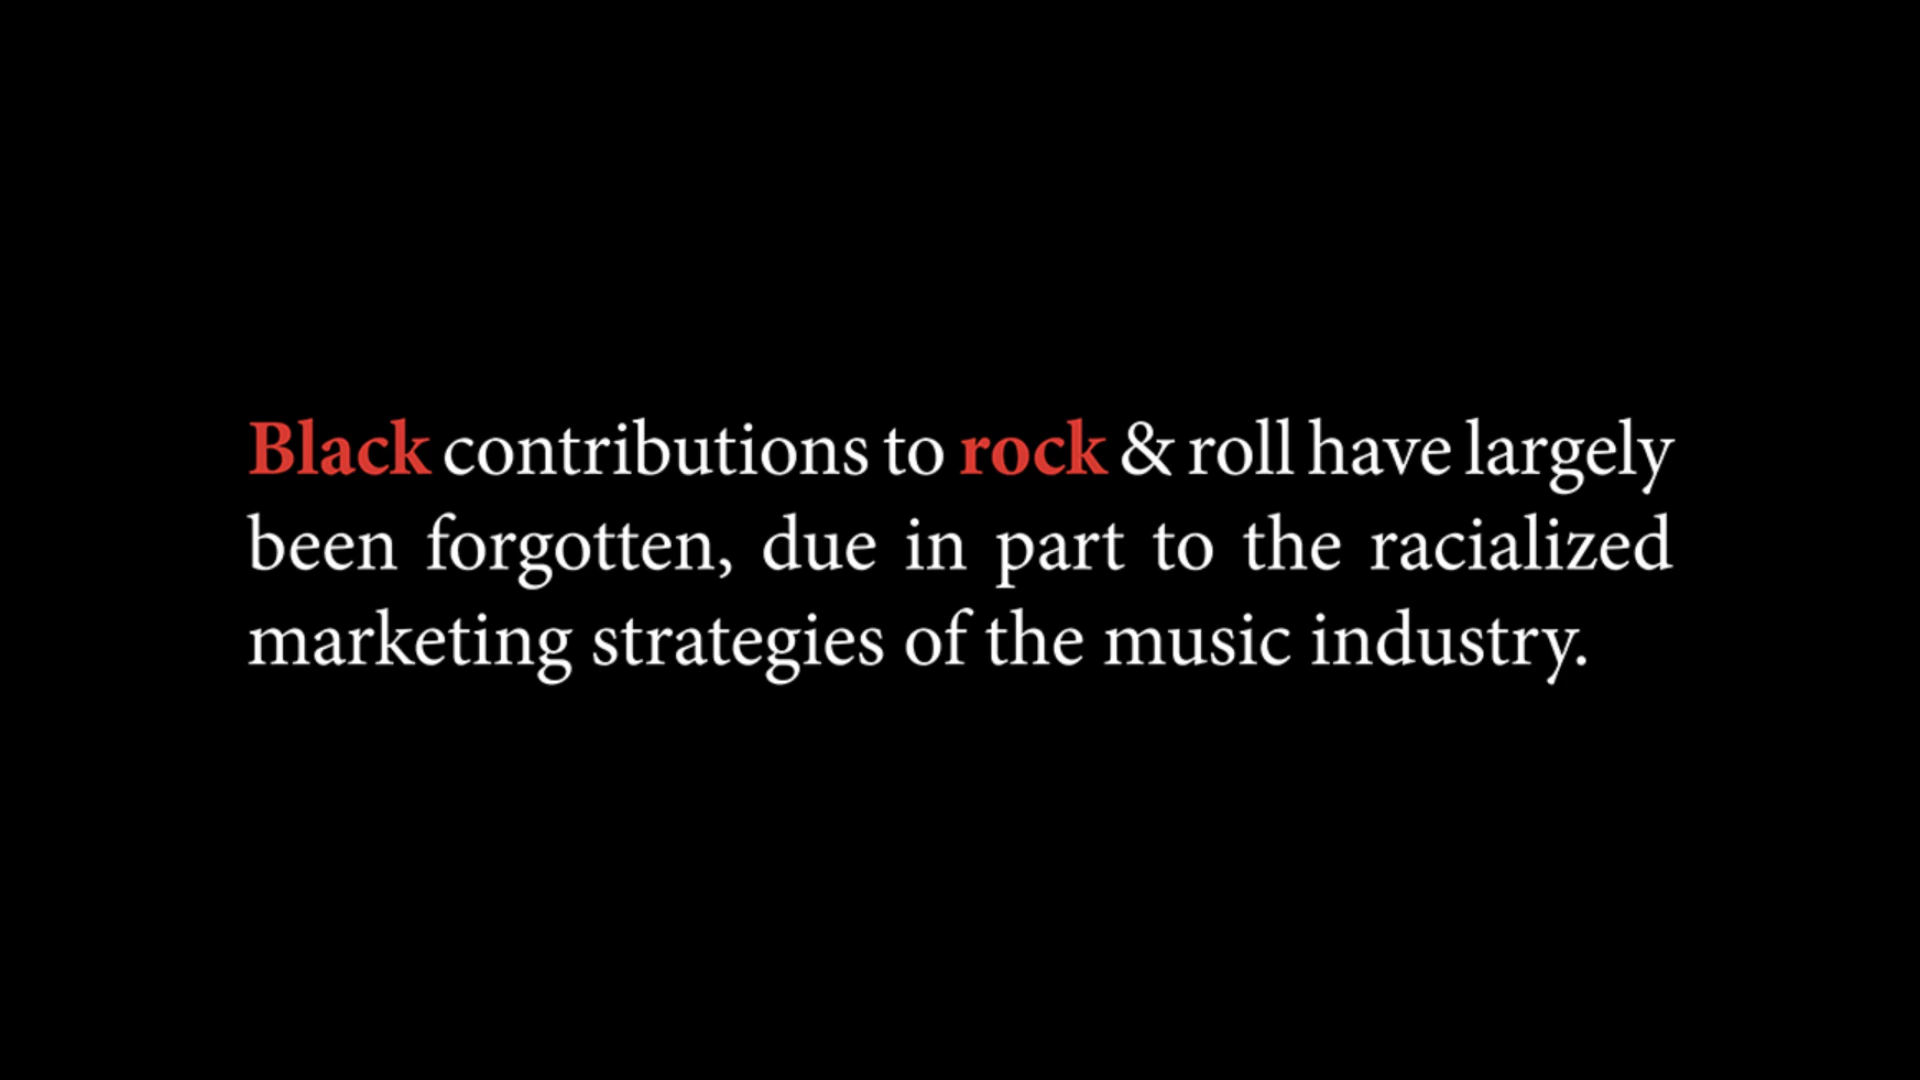 Black contributions to rock & roll have largely
been forgotten, due in part to the racialized
marketing strategies of the music industry.